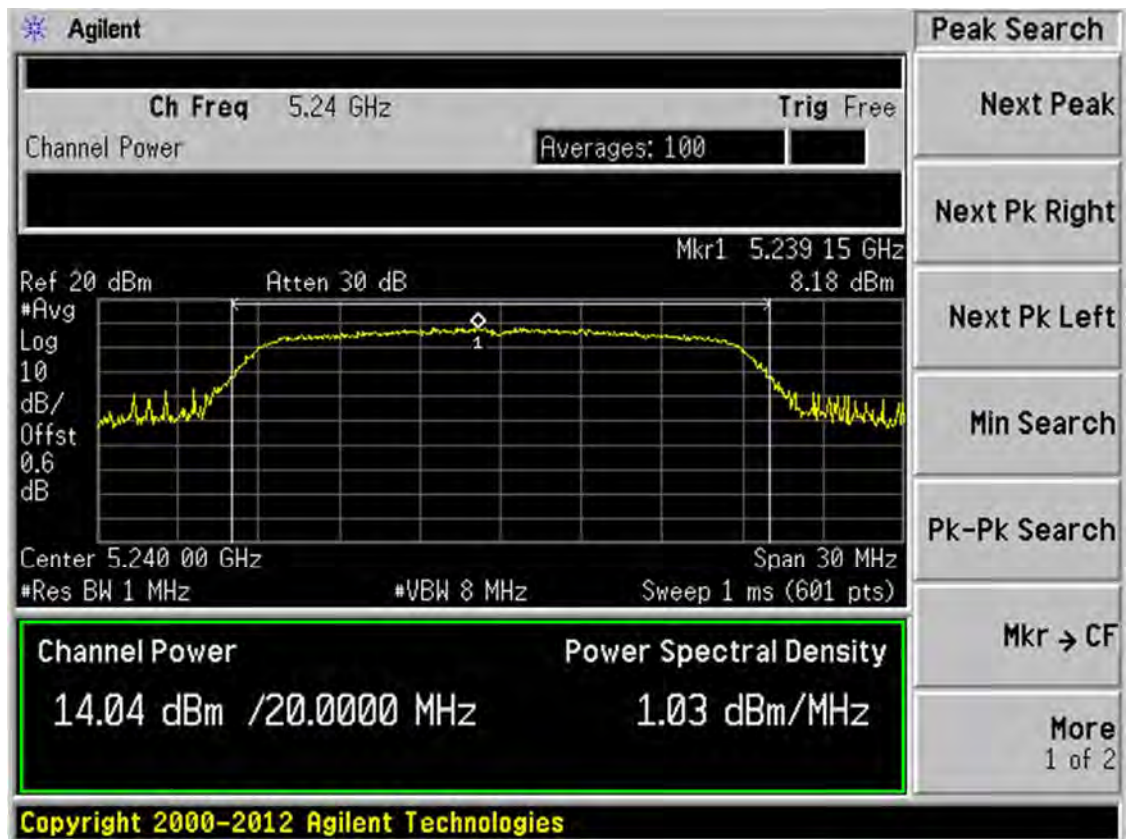 Agilent
Peak Search
Ch Freq 5.24 GHz
Trig Free
Channel Power
Averages: 100
Mkr1 5.239 15 GHz
Ref 20 dBm
Atten 30 dB
8.18 dBm
#Avg
Log
10
dB/
Offst
0.6
dB
1
Center 5.240 00 GHz
Span 30 MHz
#Res BW 1 MHz
#VBW 8 MHz
Sweep 1 ms (601 pts)
Channel Power
14.04 dBm /20.0000 MHz
Power Spectral Density
1.03 dBm/MHz
Next Peak
Next Pk Right
Next Pk Left
Min Search
Pk-Pk Search
Mkr → CF
More
1 of 2
Copyright 2000-2012 Agilent Technologies